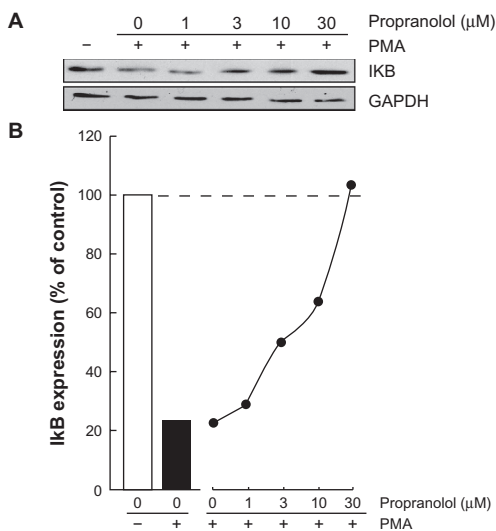 A
0 1 3 10 30 Propranolol (μM)
– + + + + + PMA
IKB
GAPDH
B
IkB expression (% of control)
120
100
80
60
40
20
0
0 0 0 1 3 10 30 Propranolol (μM)
– + + + + + + PMA